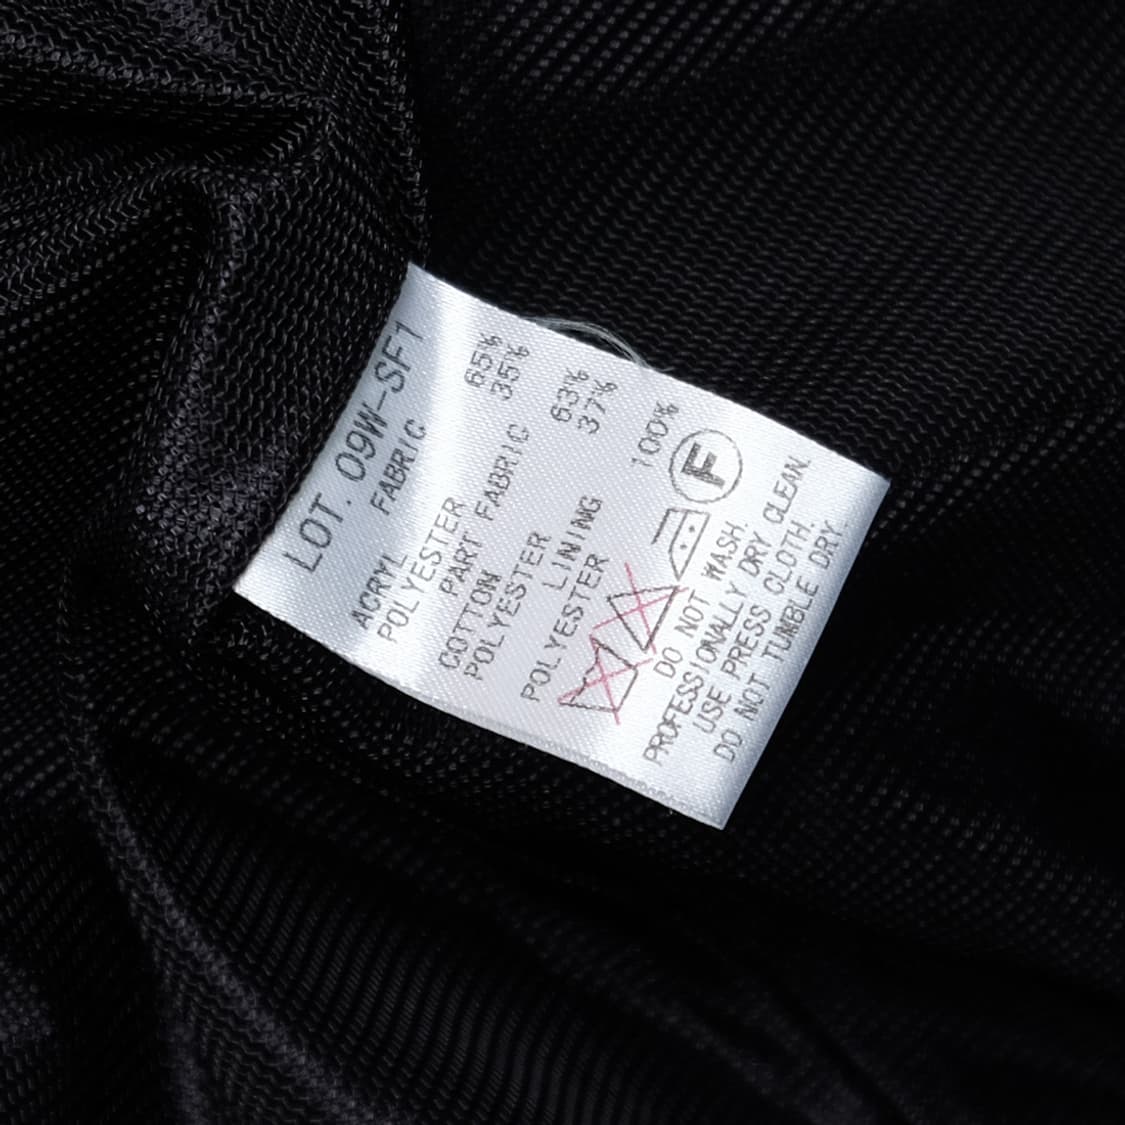 LOT. 09W-SF1
FABRIC
ACRYL 65%
POLYESTER 35%
PART FABRIC
COTTON 63%
POLYESTER 37%
LINING
POLYESTER 100%
F
DO NOT WASH.
PROFESSIONALLY DRY CLEAN.
USE PRESS CLOTH.
DO NOT TUMBLE DRY.